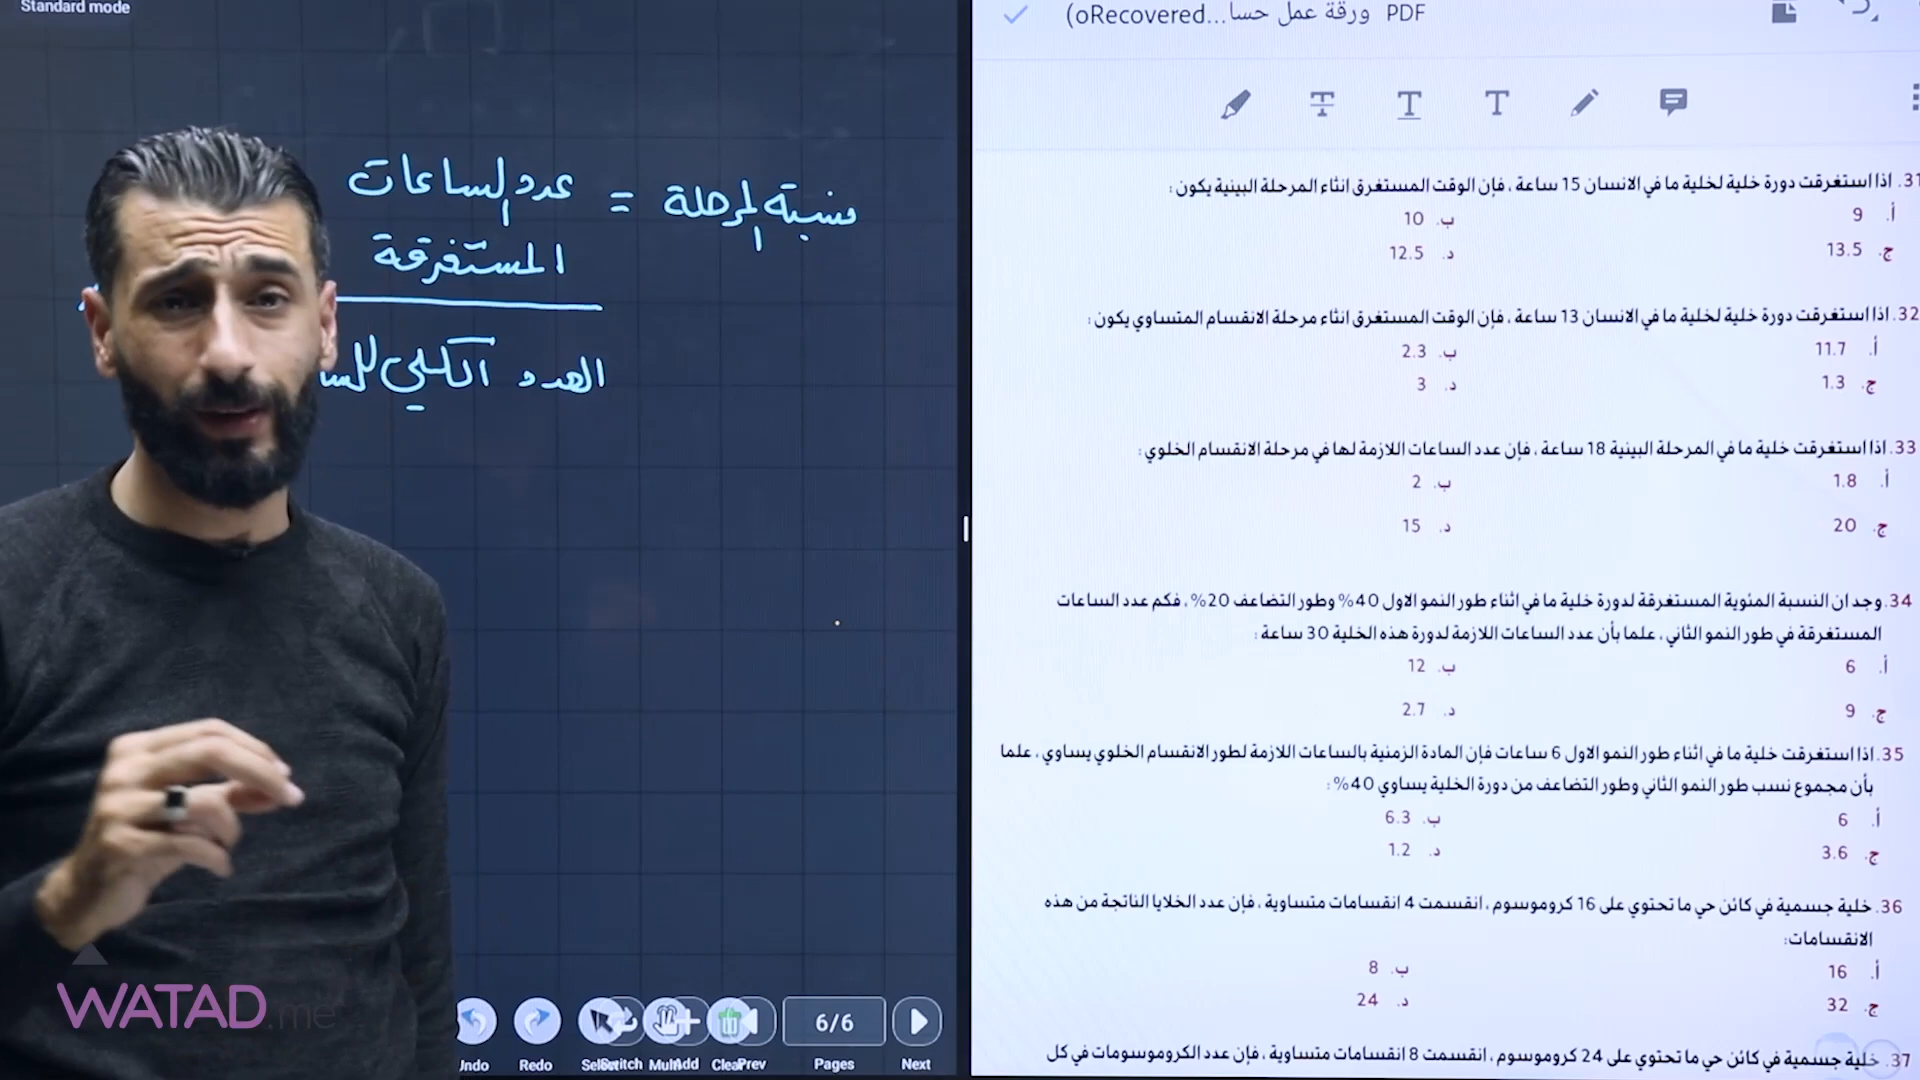 Standard mode
نسبة المرحلة = عدد الساعات
المستغرقة
العدد الكلي
WATAD.me
Undo
Redo
Add
Prev
6/6
Pages
Next
PDF ورقة عمل حسا...oRecovered)
31. اذا استغرقت دورة خلية لخلية ما في الانسان 15 ساعة ، فإن الوقت المستغرق انثاء المرحلة البينية يكون :
أ. 9
ب. 10
ج. 13.5
د. 12.5
32. اذا استغرقت دورة خلية لخلية ما في الانسان 13 ساعة ، فإن الوقت المستغرق انثاء مرحلة الانقسام المتساوي يكون :
أ. 11.7
ب. 2.3
ج. 1.3
د. 3
33. اذا استغرقت خلية ما في المرحلة البينية 18 ساعة ، فإن عدد الساعات اللازمة لها في مرحلة الانقسام الخلوي :
أ. 1.8
ب. 2
ج. 20
د. 15
34. وجد ان النسبة المئوية المستغرقة لدورة خلية ما في اثناء طور النمو الاول 40% وطور التضاعف 20% ، فكم عدد الساعات
المستغرقة في طور النمو الثاني ، علما بأن عدد الساعات اللازمة لدورة هذه الخلية 30 ساعة :
أ. 6
ب. 12
ج. 9
د. 2.7
35. اذا استغرقت خلية ما في اثناء طور النمو الاول 6 ساعات فإن المادة الزمنية بالساعات اللازمة لطور الانقسام الخلوي يساوي ، علما
بأن مجموع نسب طور النمو الثاني وطور التضاعف من دورة الخلية يساوي 40% :
أ. 6
ب. 6.3
ج. 3.6
د. 1.2
36. خلية جسمية في كائن حي ما تحتوي على 16 كروموسوم ، انقسمت 4 انقسامات متساوية ، فإن عدد الخلايا الناتجة من هذه
الانقسامات:
أ. 16
ب. 8
ج. 32
د. 24
37. خلية جسمية في كائن حي ما تحتوي على 24 كروموسوم ، انقسمت 8 انقسامات متساوية ، فإن عدد الكروموسومات في كل